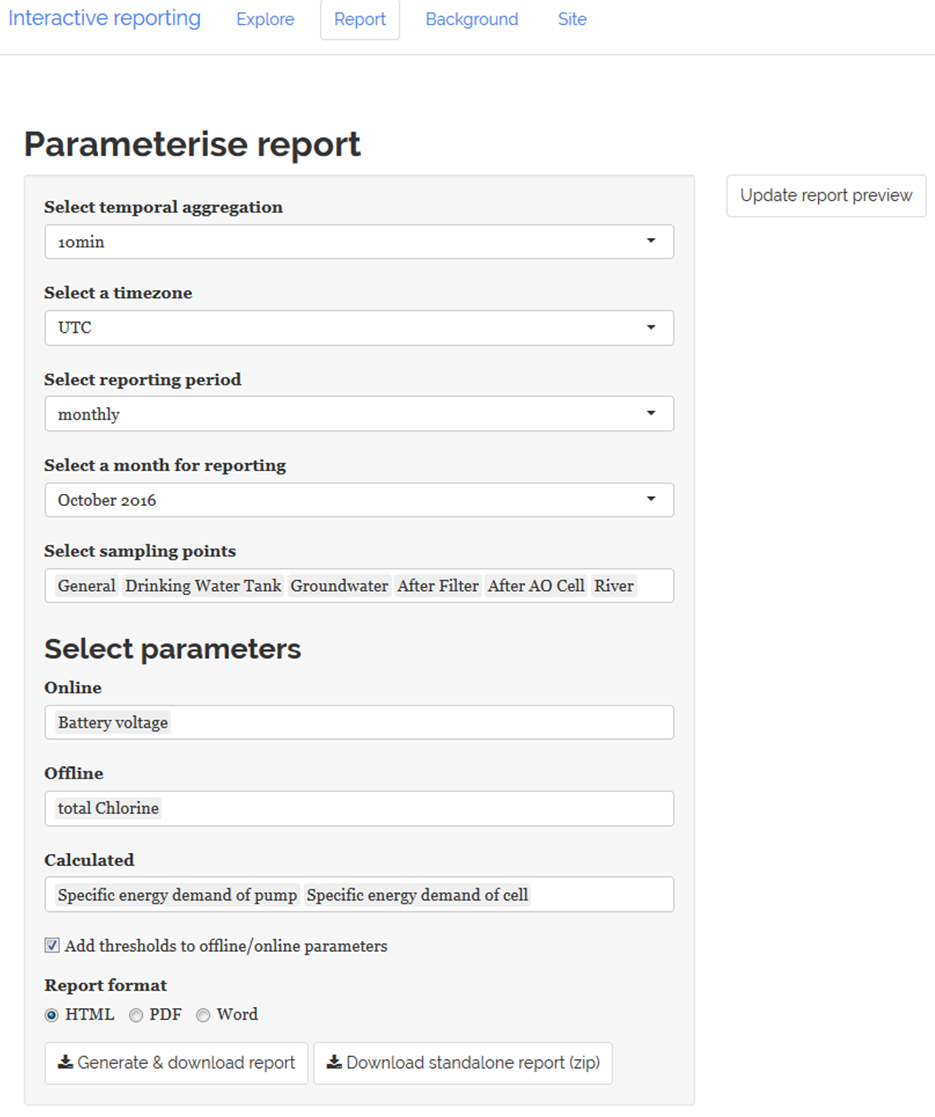 Interactive reporting Explore Report Background Site
Parameterise report
Update report preview
Select temporal aggregation
10min
Select a timezone
UTC
Select reporting period
monthly
Select a month for reporting
October 2016
Select sampling points
General Drinking Water Tank Groundwater After Filter After AO Cell River
Select parameters
Online
Battery voltage
Offline
total Chlorine
Calculated
Specific energy demand of pump Specific energy demand of cell
Add thresholds to offline/online parameters
Report format
HTML PDF Word
Generate & download report Download standalone report (zip)